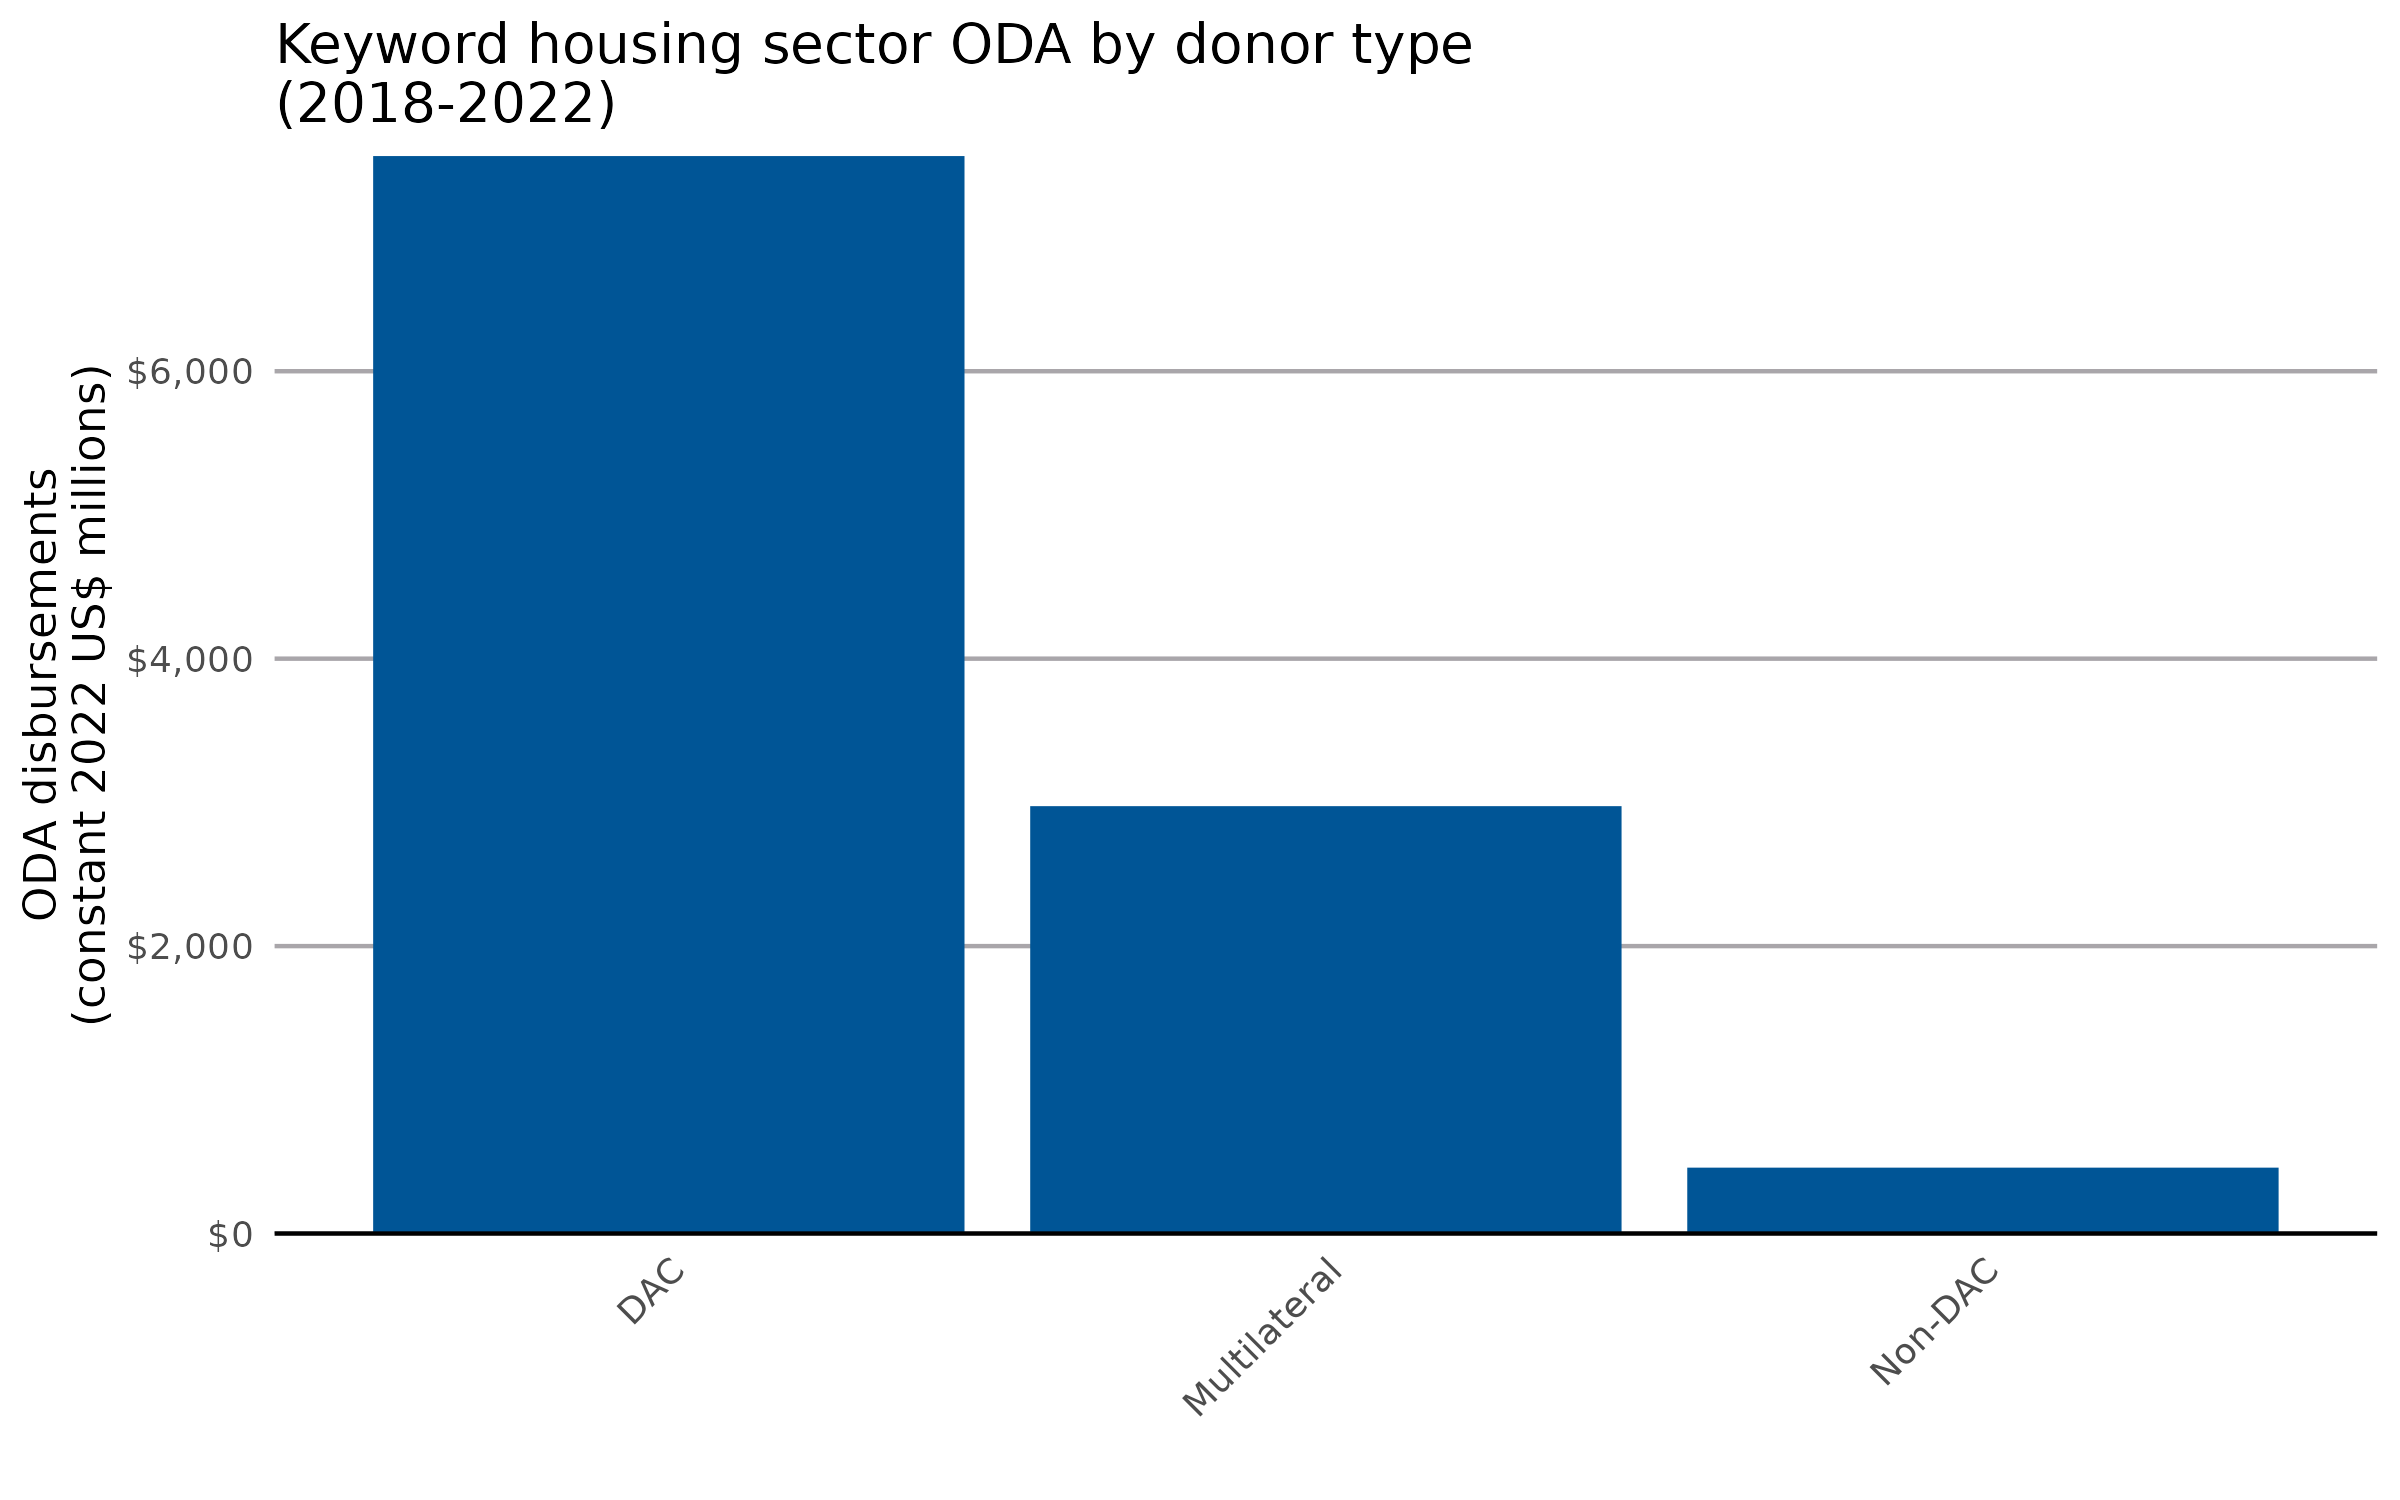 Keyword housing sector ODA by donor type
(2018-2022)
ODA disbursements
(constant 2022 US$ millions)
$6,000
$4,000
$2,000
$0
DAC
Multilateral
Non-DAC